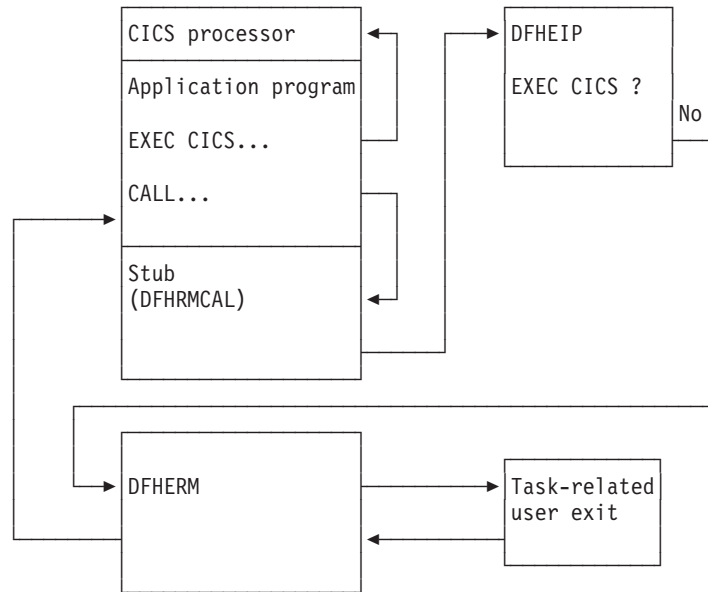 CICS processor
Application program
EXEC CICS...
CALL...
Stub
(DFHRMCAL)
DFHEIP
EXEC CICS ?
No
DFHERM
Task-related
user exit